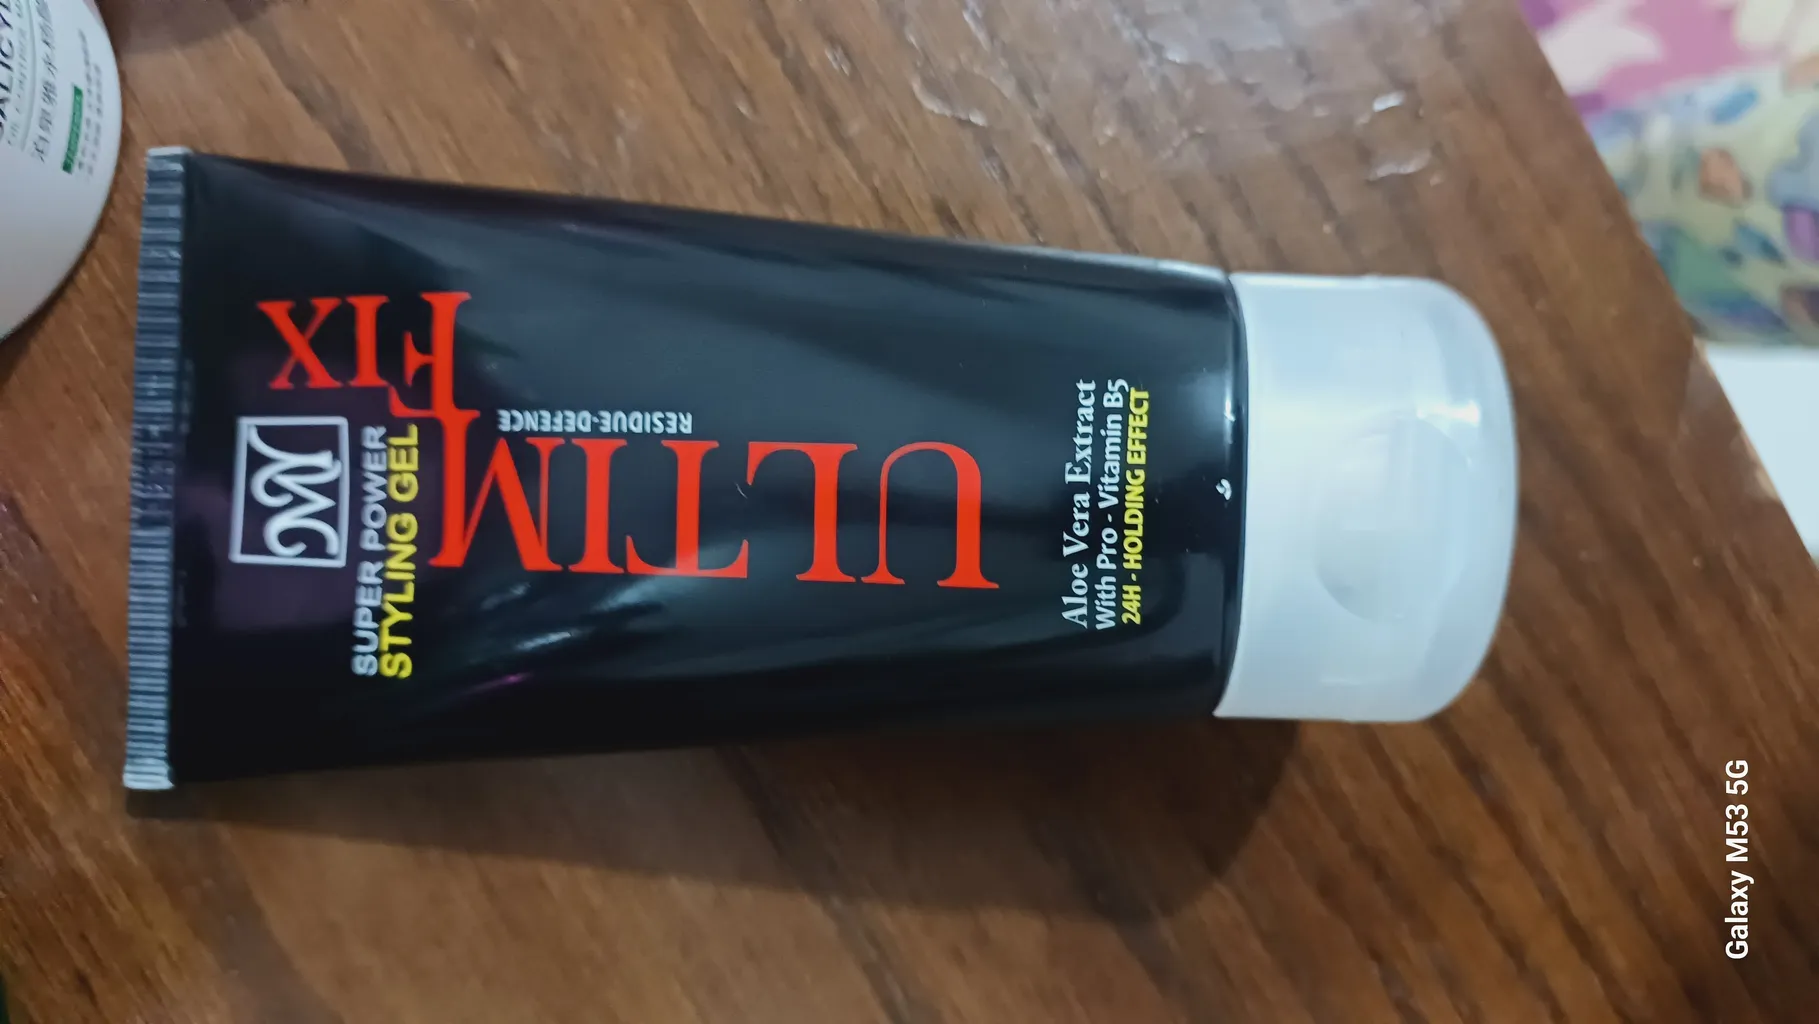 MY
SUPER POWER
STYLING GEL
ULTIM
FIX
RESIDUE-DEFENCE
Aloe Vera Extract
With Pro - Vitamin B5
24H - HOLDING EFFECT
Galaxy M53 5G